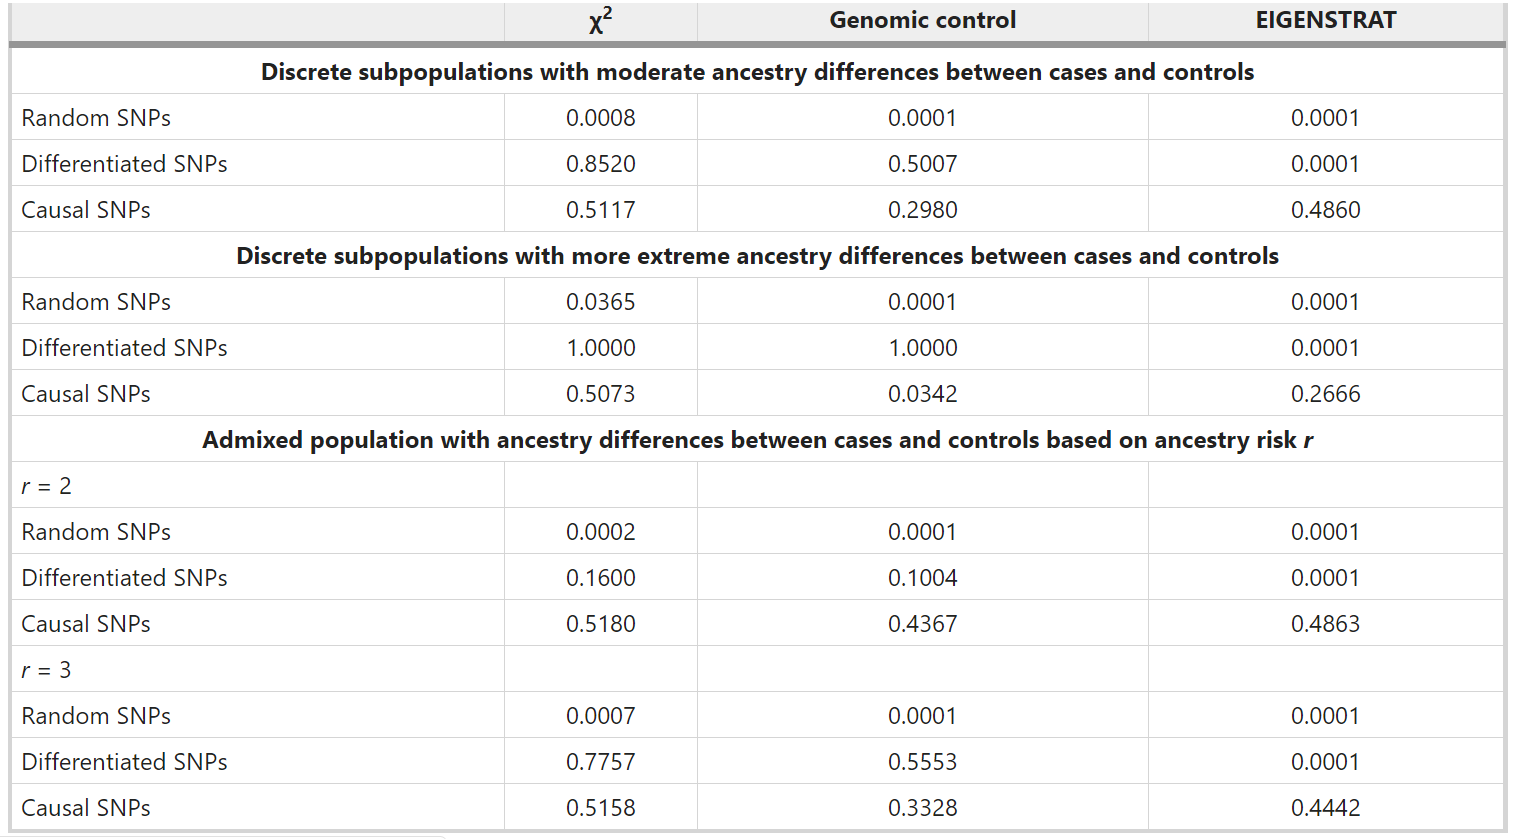 χ2 Genomic control EIGENSTRAT
Discrete subpopulations with moderate ancestry differences between cases and controls
Random SNPs 0.0008 0.0001 0.0001
Differentiated SNPs 0.8520 0.5007 0.0001
Causal SNPs 0.5117 0.2980 0.4860
Discrete subpopulations with more extreme ancestry differences between cases and controls
Random SNPs 0.0365 0.0001 0.0001
Differentiated SNPs 1.0000 1.0000 0.0001
Causal SNPs 0.5073 0.0342 0.2666
Admixed population with ancestry differences between cases and controls based on ancestry risk r
r = 2
Random SNPs 0.0002 0.0001 0.0001
Differentiated SNPs 0.1600 0.1004 0.0001
Causal SNPs 0.5180 0.4367 0.4863
r = 3
Random SNPs 0.0007 0.0001 0.0001
Differentiated SNPs 0.7757 0.5553 0.0001
Causal SNPs 0.5158 0.3328 0.4442